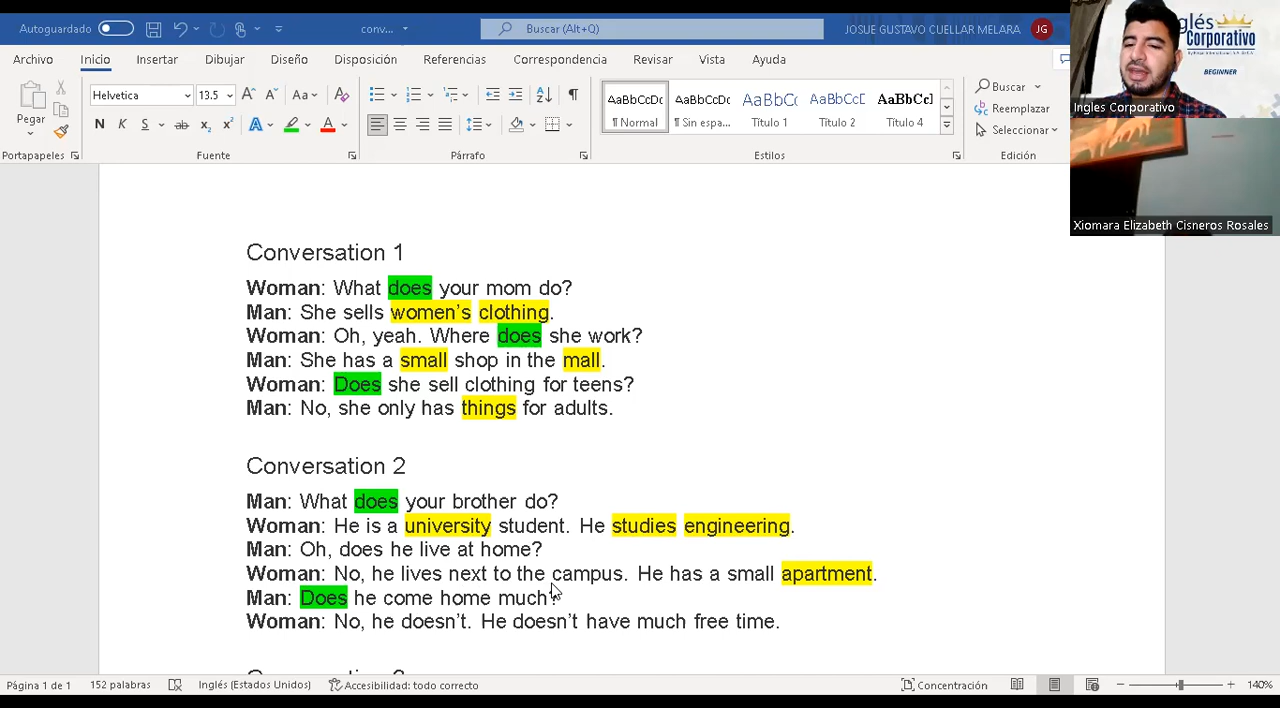 Autoguardado
conv...
Buscar (Alt+Q)
JOSUE GUSTAVO CUELLAR MELARA
JG
Inglés
Corporativo
BEGINNER
Ingles Corporativo
Xiomara Elizabeth Cisneros Rosales
Archivo
Inicio
Insertar
Dibujar
Diseño
Disposición
Referencias
Correspondencia
Revisar
Vista
Ayuda
Pegar
Helvetica
13.5
Aa
N K S ab x₂ x² A A
AaBbCcDc
¶ Normal
AaBbCcDc
¶ Sin espa...
AaBbCc
Título 1
AaBbCcD
Título 2
AaBbCcI
Título 4
Buscar
Reemplazar
Seleccionar
Portapapeles
Fuente
Párrafo
Estilos
Edición
Conversation 1
Woman: What does your mom do?
Man: She sells women's clothing.
Woman: Oh, yeah. Where does she work?
Man: She has a small shop in the mall.
Woman: Does she sell clothing for teens?
Man: No, she only has things for adults.
Conversation 2
Man: What does your brother do?
Woman: He is a university student. He studies engineering.
Man: Oh, does he live at home?
Woman: No, he lives next to the campus. He has a small apartment.
Man: Does he come home much?
Woman: No, he doesn't. He doesn't have much free time.
Página 1 de 1
152 palabras
Inglés (Estados Unidos)
Accesibilidad: todo correcto
Concentración
140%